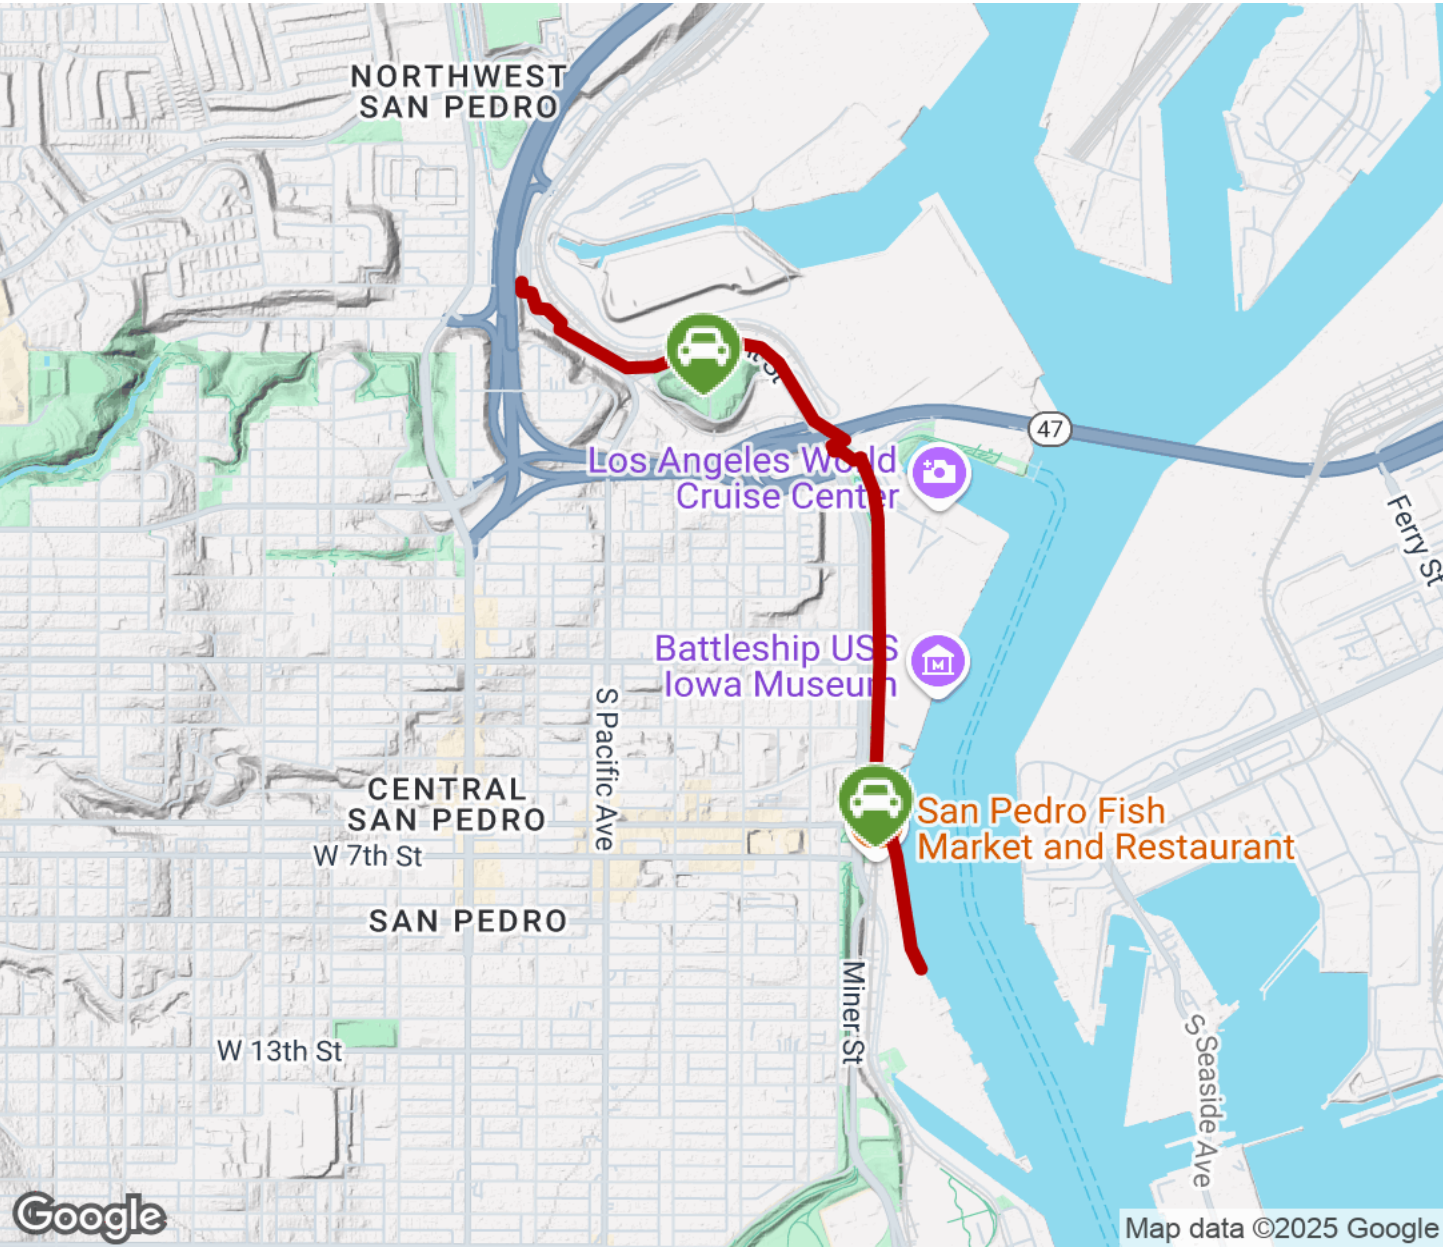 NORTHWEST
SAN PEDRO
47
Los Angeles World
Cruise Center
Ferry St
Battleship USS
Iowa Museum
S Pacific Ave
CENTRAL
SAN PEDRO
San Pedro Fish
Market and Restaurant
W 7th St
SAN PEDRO
Miner St
W 13th St
S Seaside Ave
Google
Map data ©2025 Google